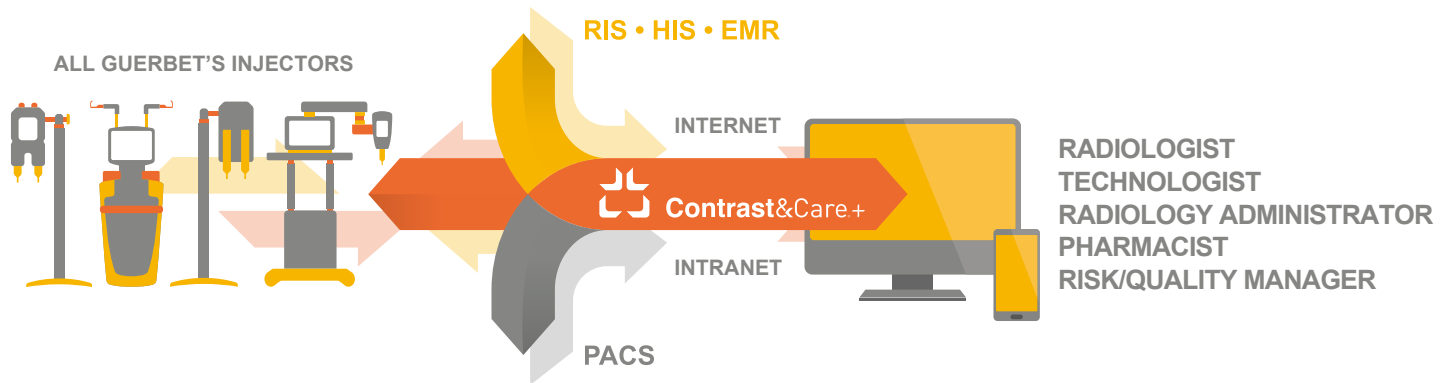 RIS • HIS • EMR
ALL GUERBET'S INJECTORS
INTERNET
Contrast&Care.+
INTRANET
PACS
RADIOLOGIST
TECHNOLOGIST
RADIOLOGY ADMINISTRATOR
PHARMACIST
RISK/QUALITY MANAGER